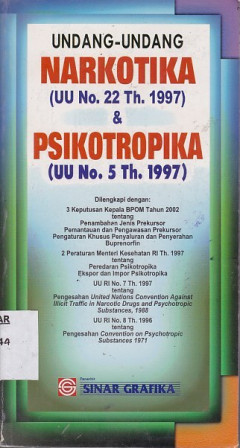 UNDANG-UNDANG
NARKOTIKA
(UU No. 22 Th. 1997)
&
PSIKOTROPIKA
(UU No. 5 Th. 1997)
Dilengkapi dengan:
3 Keputusan Kepala BPOM Tahun 2002
tentang
Penambahan Jenis Prekursor
Pemantauan dan Pengawasan Prekursor
Pengaturan Khusus Penyaluran dan Penyerahan
Buprenorfin
2 Peraturan Menteri Kesehatan RI Th. 1997
tentang
Peredaran Psikotropika
Ekspor dan Impor Psikotropika
UU RI No. 7 Th. 1997
tentang
Pengesahan United Nations Convention Against
Illicit Traffic in Narcotic Drugs and Psychotropic
Substances, 1988
UU RI No. 8 Th. 1996
tentang
Pengesahan Convention on Psychotropic
Substances 1971
AR
44
SINAR GRAFIKA